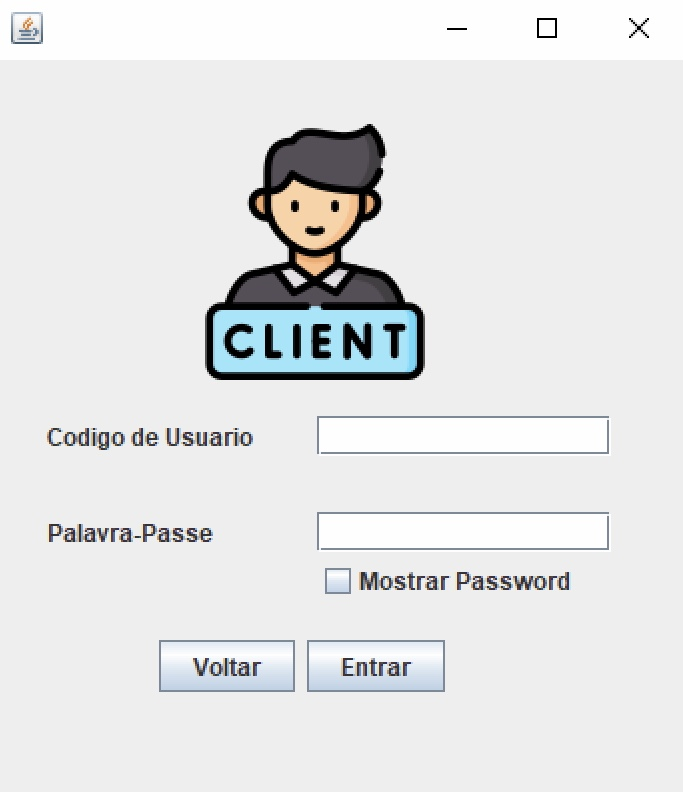 CLIENT
Codigo de Usuario
Palavra-Passe
Mostrar Password
Voltar Entrar